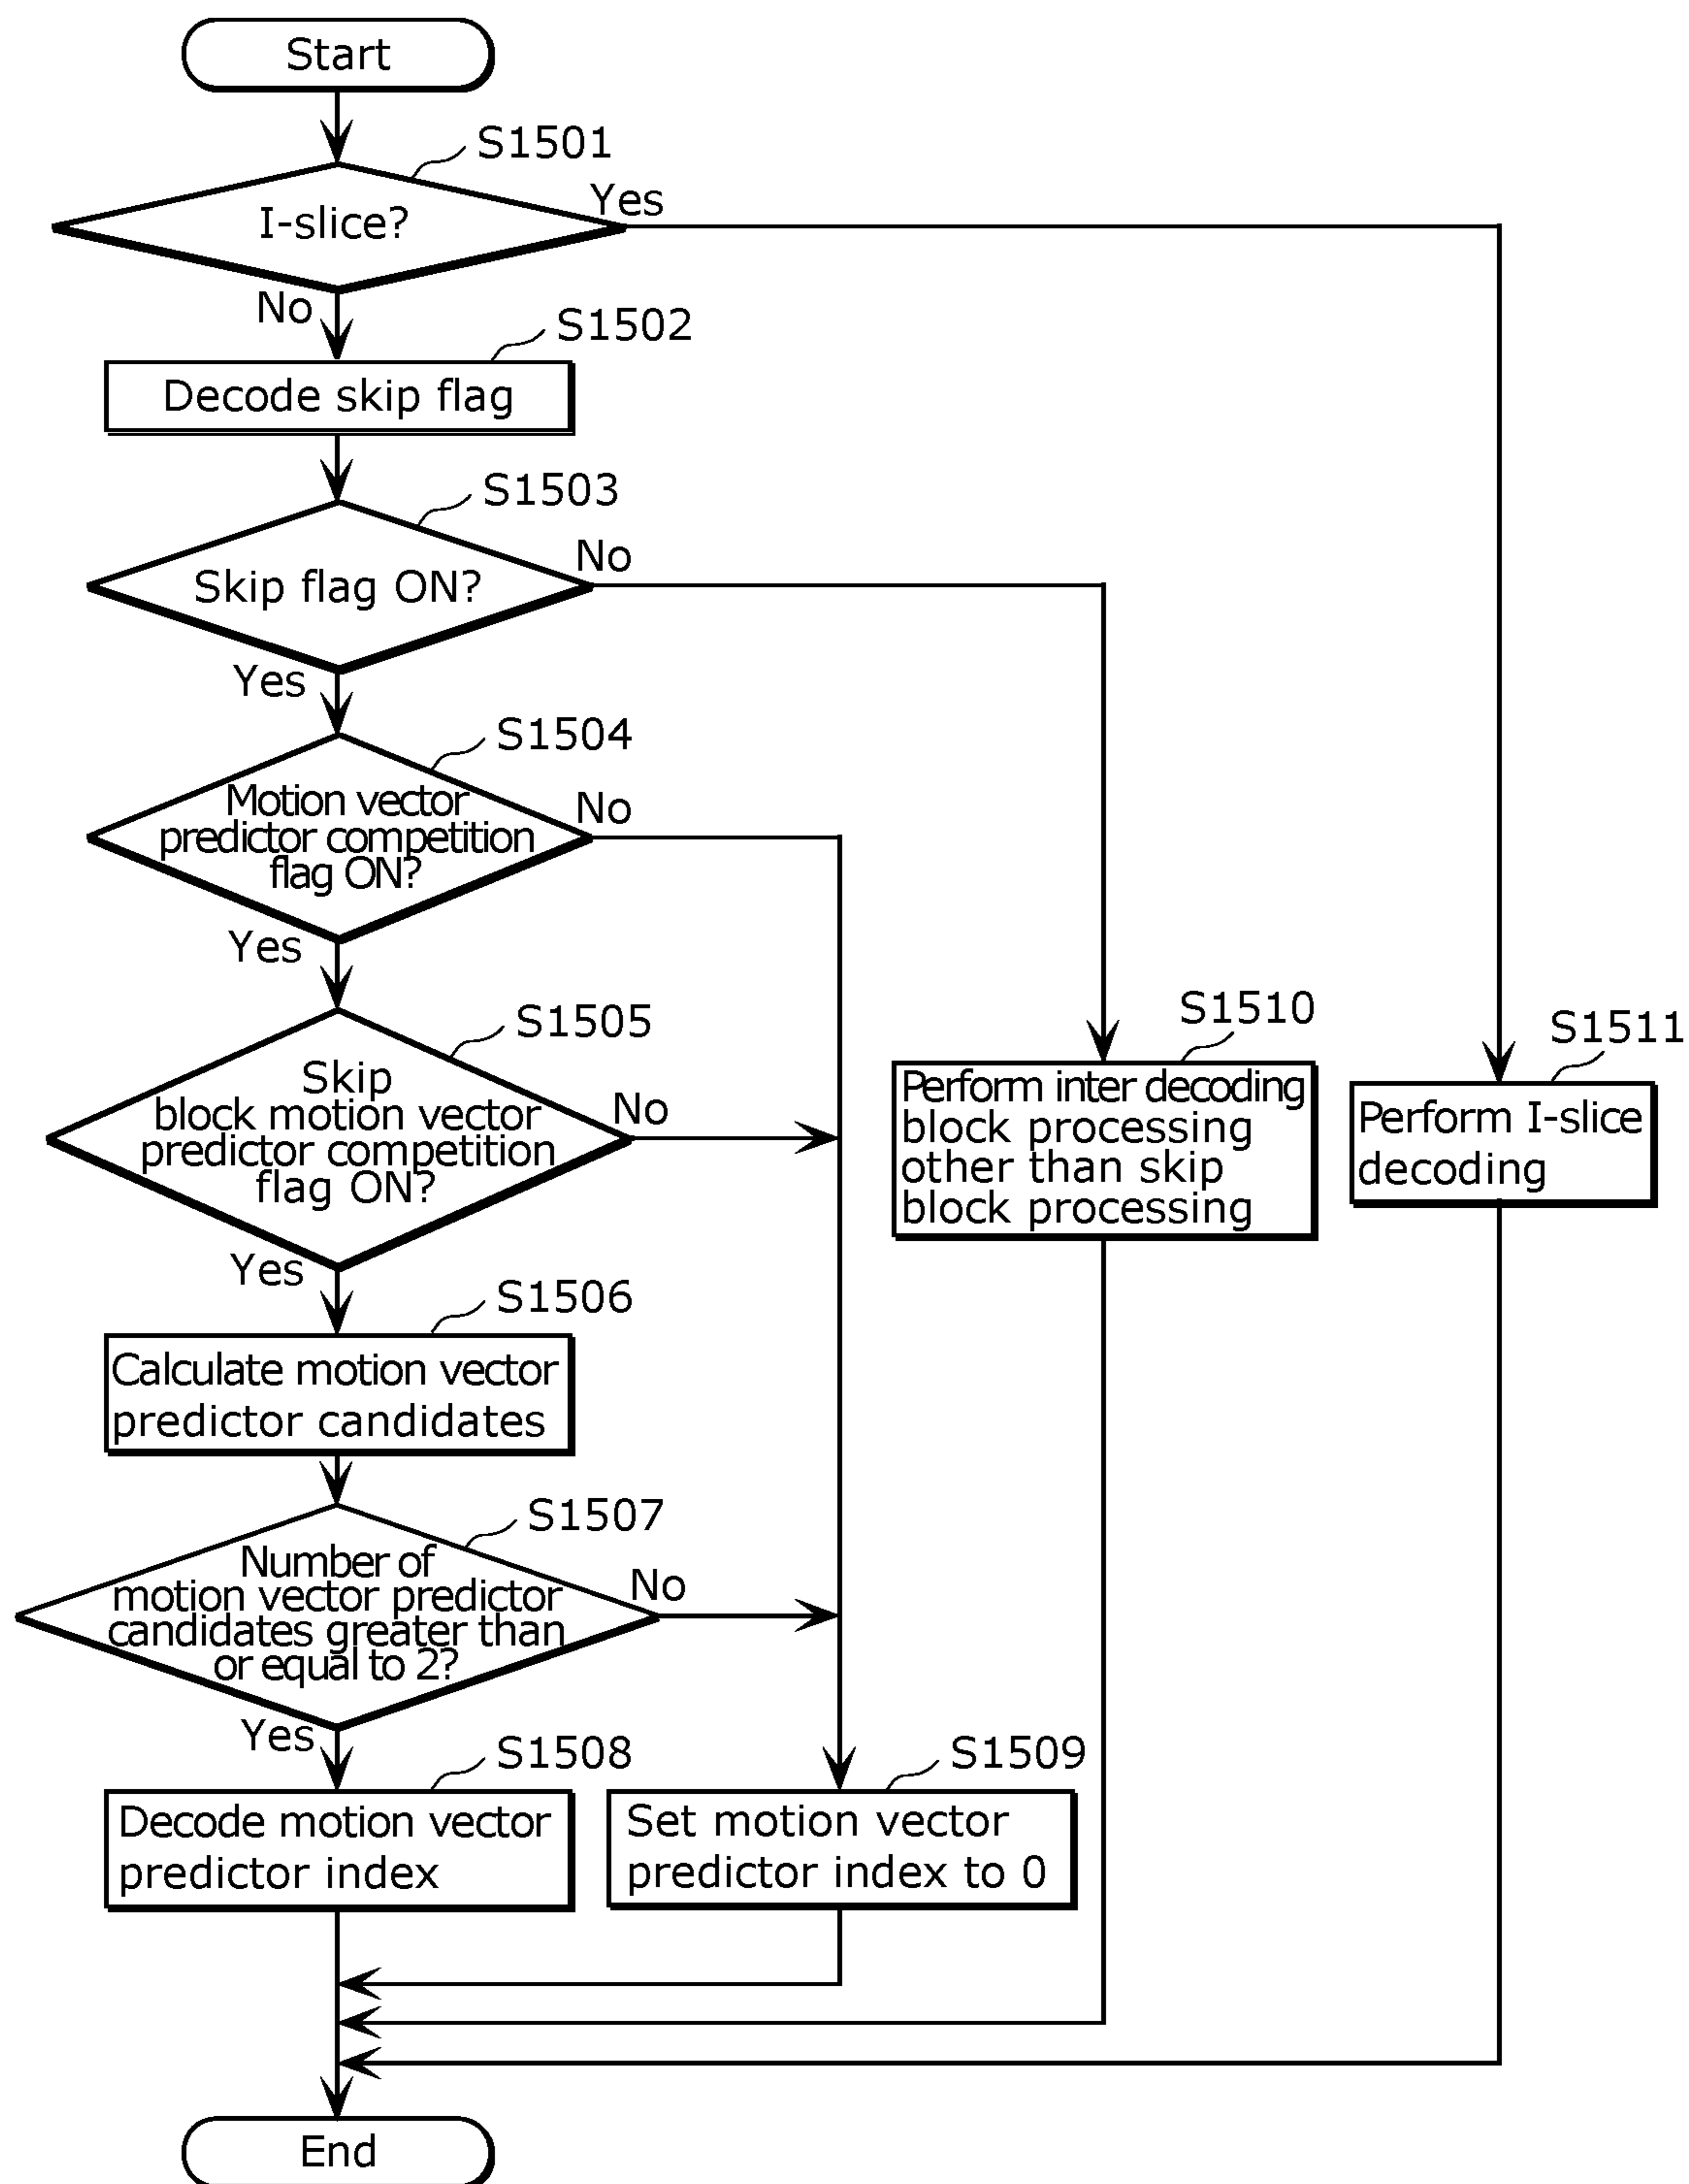 Start
S1501
I-slice?
Yes
No
S1502
Decode skip flag
S1503
Skip flag ON?
No
Yes
S1504
Motion vector
predictor competition
flag ON?
No
Yes
S1505
Skip
block motion vector
predictor competition
flag ON?
No
Yes
S1510
Perform inter decoding
block processing
other than skip
block processing
S1511
Perform I-slice
decoding
S1506
Calculate motion vector
predictor candidates
S1507
Number of
motion vector predictor
candidates greater than
or equal to 2?
No
Yes
S1508
Decode motion vector
predictor index
S1509
Set motion vector
predictor index to 0
End